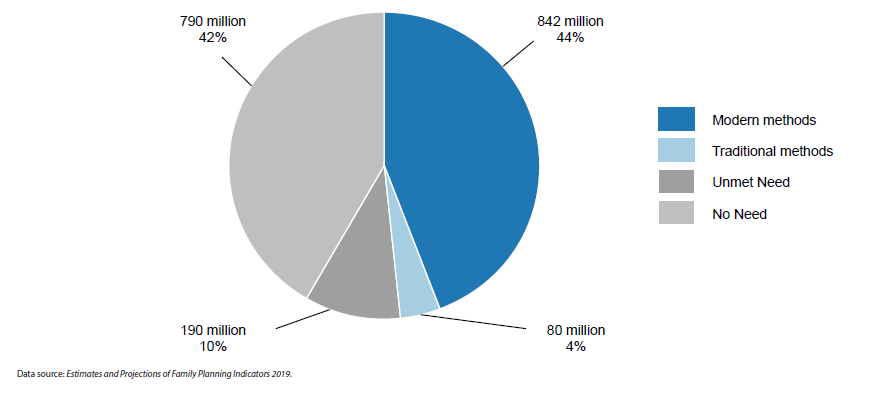 790 million
42%
842 million
44%
Modern methods
Traditional methods
Unmet Need
No Need
190 million
10%
80 million
4%
Data source: Estimates and Projections of Family Planning Indicators 2019.